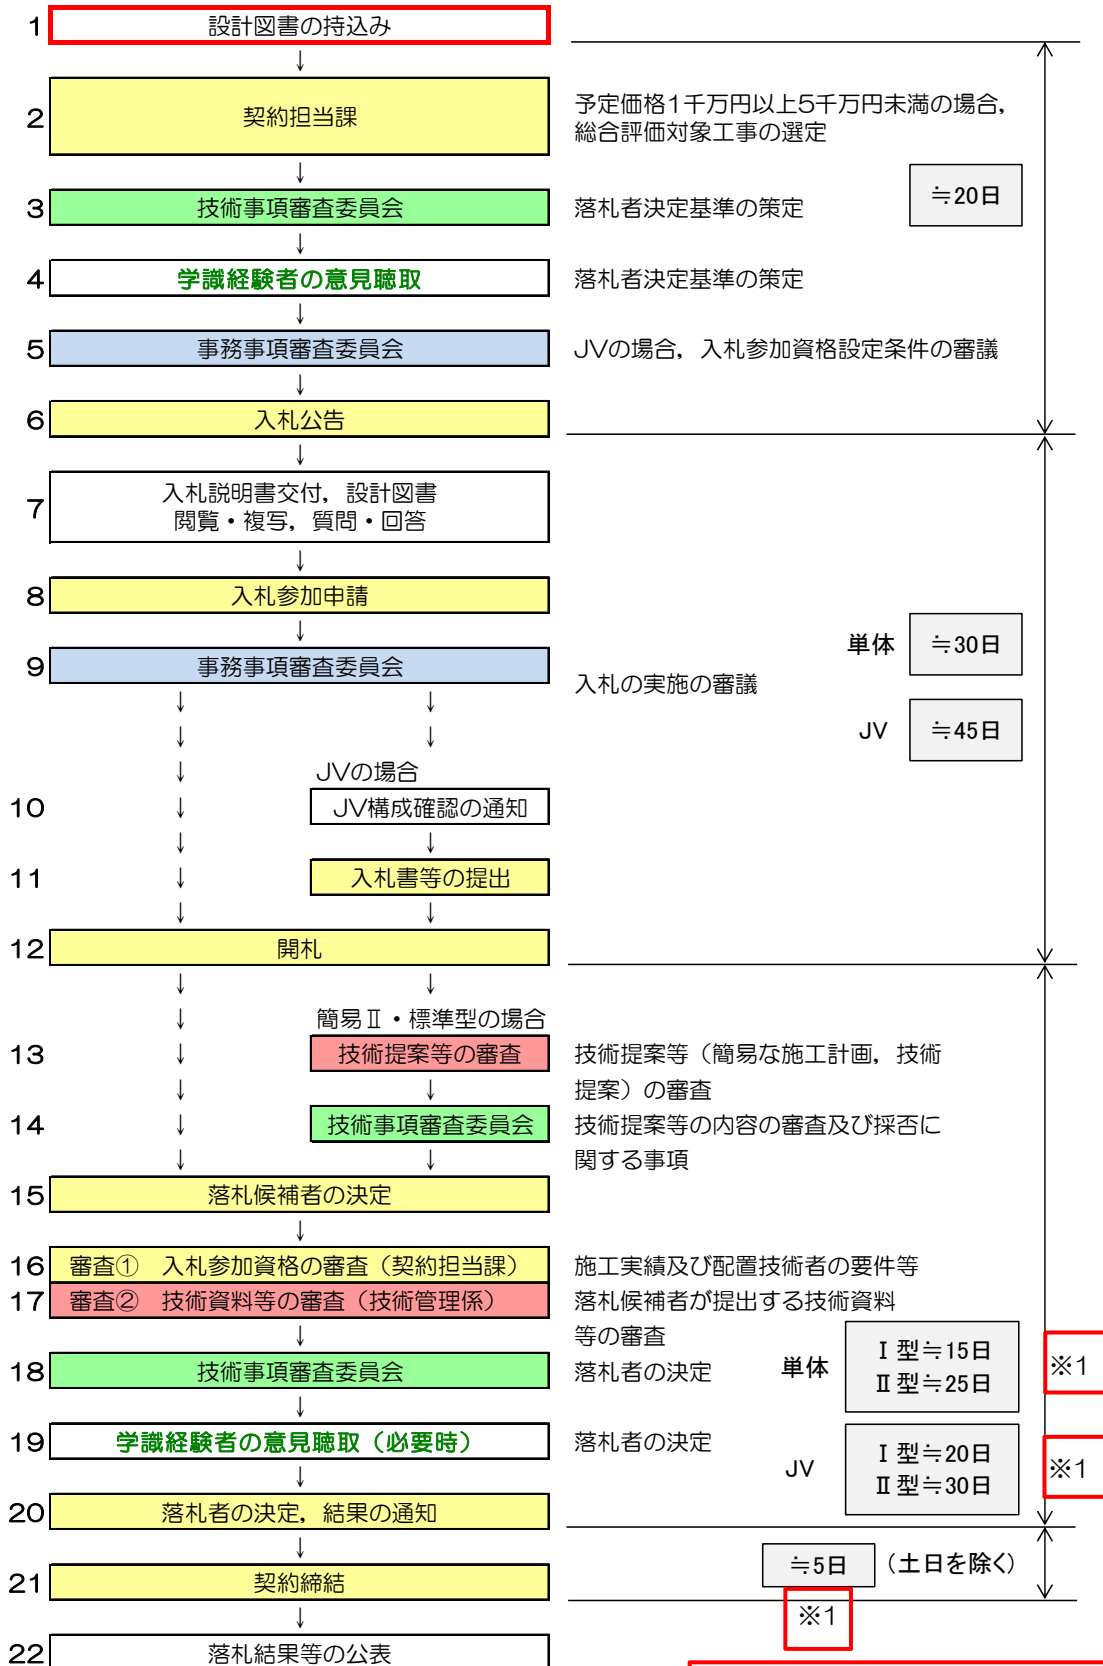 1 設計図書の持込み
↓
2 契約担当課
予定価格1千万円以上5千万円未満の場合，
総合評価対象工事の選定
↓
3 技術事項審査委員会 落札者決定基準の策定 ≒20日
↓
4 学識経験者の意見聴取 落札者決定基準の策定
↓
5 事務事項審査委員会 JVの場合，入札参加資格設定条件の審議
↓
6 入札公告
↓
7 入札説明書交付，設計図書
閲覧・複写，質問・回答
↓
8 入札参加申請
↓
9 事務事項審査委員会
単体 ≒30日
入札の実施の審議
↓ ↓
JV ≒45日
↓ ↓
↓ JVの場合
10 ↓ JV構成確認の通知
↓ ↓
11 ↓ 入札書等の提出
↓ ↓
12 開札
↓ ↓
↓ 簡易Ⅱ・標準型の場合
13 ↓ 技術提案等の審査 技術提案等（簡易な施工計画，技術
↓ ↓ 提案）の審査
14 ↓ 技術事項審査委員会 技術提案等の内容の審査及び採否に
↓ ↓ 関する事項
15 落札候補者の決定
↓
16 審査① 入札参加資格の審査（契約担当課） 施工実績及び配置技術者の要件等
17 審査② 技術資料等の審査（技術管理係） 落札候補者が提出する技術資料
↓ 等の審査
18 技術事項審査委員会 落札者の決定 単体
Ⅰ型≒15日
Ⅱ型≒25日
※1
↓
19 学識経験者の意見聴取（必要時） 落札者の決定
JV
Ⅰ型≒20日
Ⅱ型≒30日
※1
↓
20 落札者の決定，結果の通知
↓
≒5日 （土日を除く）
21 契約締結
↓
※1
22 落札結果等の公表